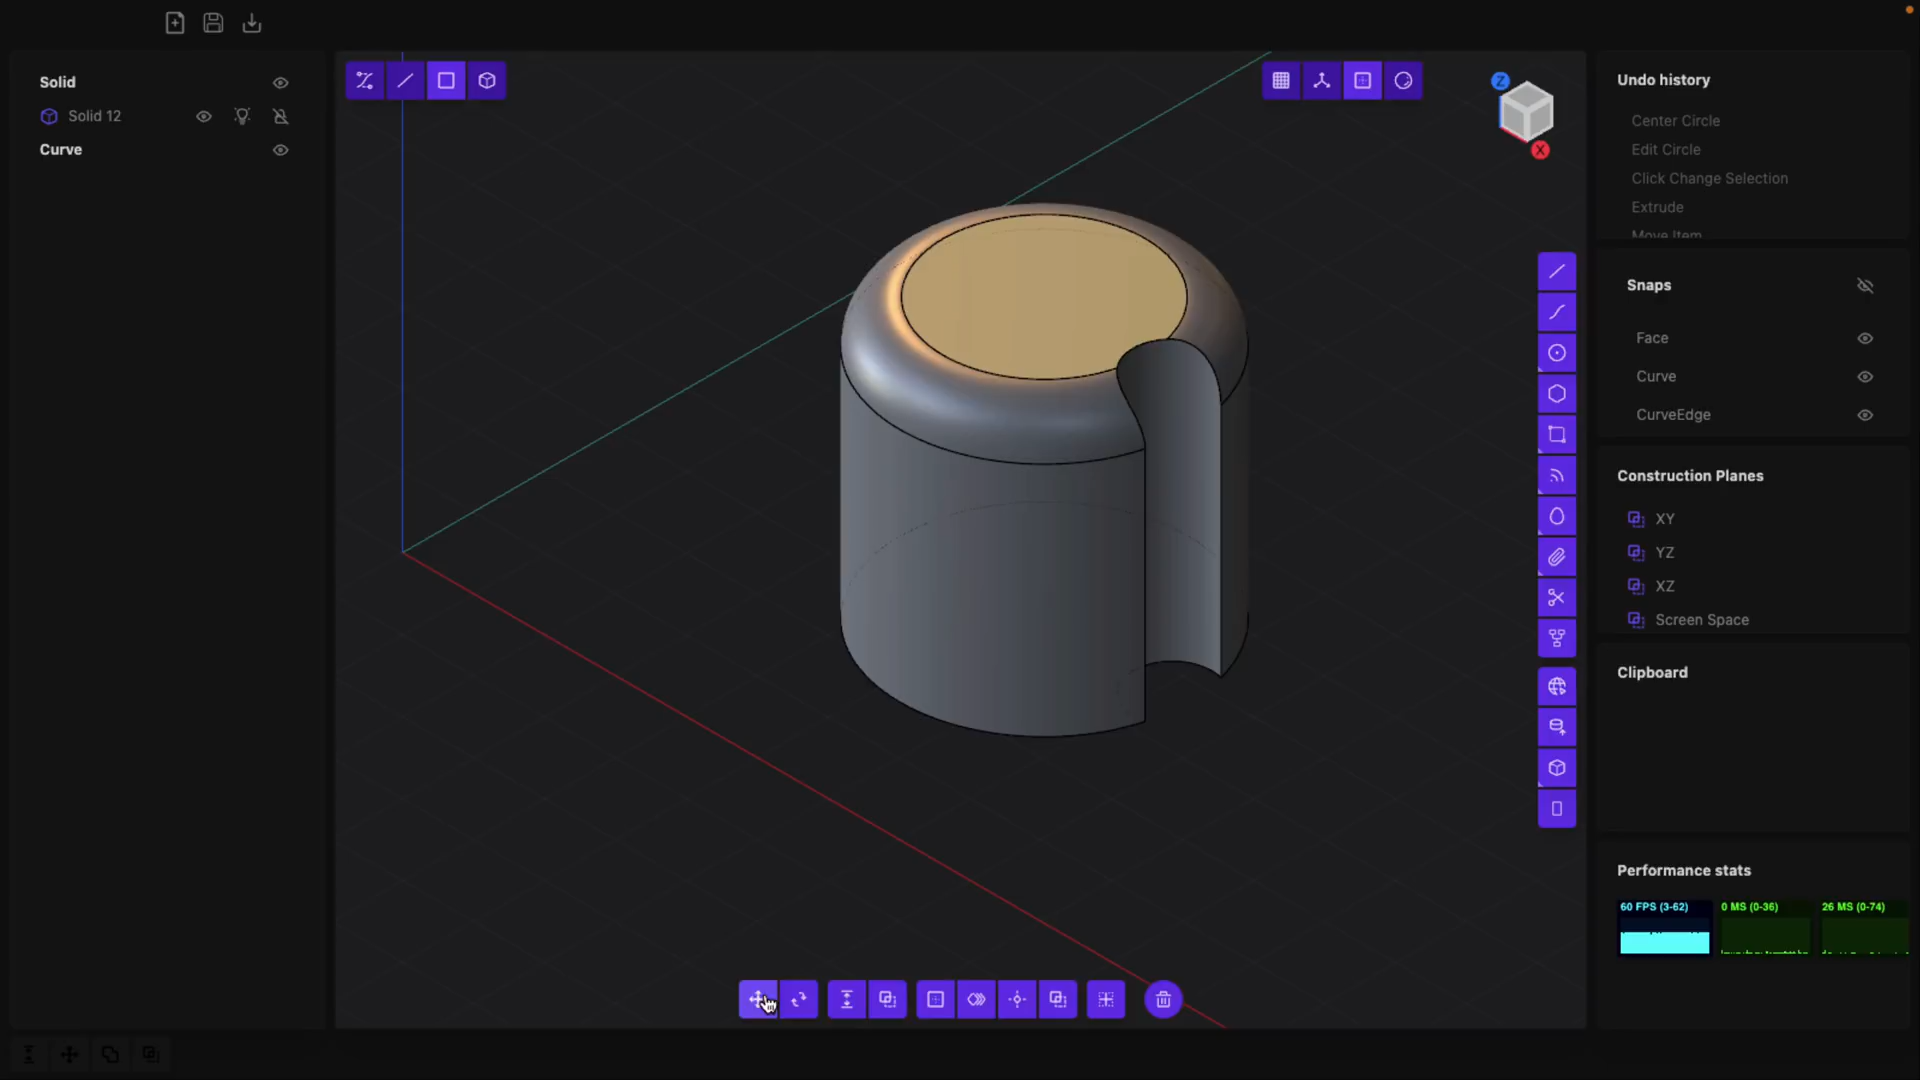 Solid
Solid 12
Curve
Z
X
Undo history
Center Circle
Edit Circle
Click Change Selection
Extrude
Move Item
Snaps
Face
Curve
CurveEdge
Construction Planes
XY
YZ
XZ
Screen Space
Clipboard
Performance stats
60 FPS (3-62)
0 MS (0-36)
26 MS (0-74)